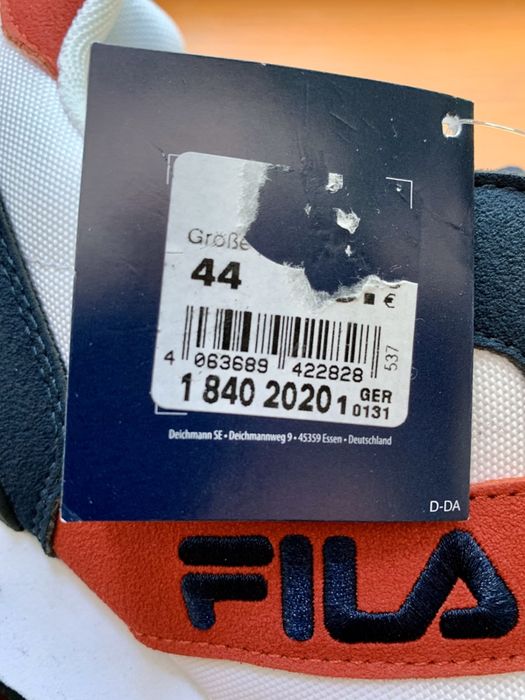 Größe
44
€
537
4 063689 422828
1 840 2020 1 GER 0131
Deichmann SE • Deichmannweg 9 • 45359 Essen • Deutschland
D-DA
FILA